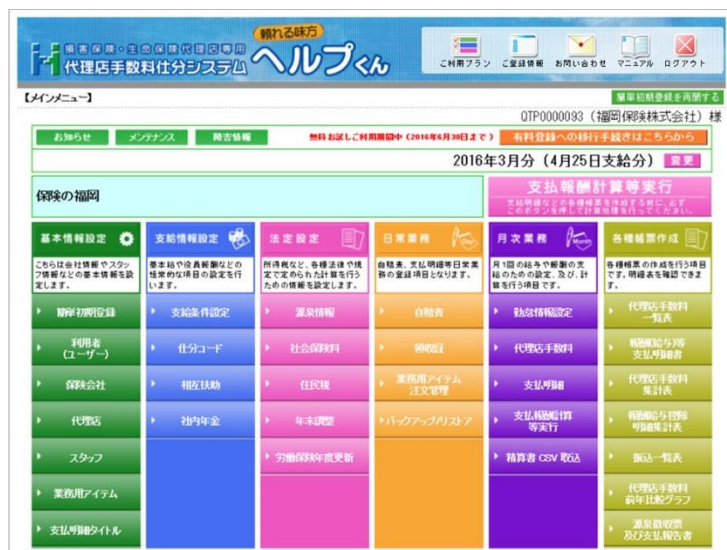 損害保険・生命保険代理店専用
代理店手数料仕分システム
頼れる味方
ヘルプくん
ご利用プラン
ご登録情報
お問い合わせ
マニュアル
ログアウト
【メインメニュー】
簡単初期登録を再開する
QTP0000093（福岡保険株式会社）様
お知らせ
メンテナンス
障害情報
無料お試しご利用期間中（2016年6月30日まで）
有料登録への移行手続きはこちらから
2016年3月分（4月25日支給分）
変更
保険の福岡
支払報酬計算等実行
支給明細などの各種帳票を作成する前に、必ず
このボタンを押して計算処理を行ってください。
基本情報設定
こちらは会社情報やスタッ
フ情報などの基本情報を設
定します。
簡単初期登録
利用者
（ユーザー）
保険会社
代理店
スタッフ
業務用アイテム
支払明細タイトル
支給情報設定
基本給や役員報酬などの
恒常的な項目の設定を行
います。
支給条件設定
仕分コード
相互扶助
社内年金
法定設定
所得税など、各種法律や規
定で定められた計算を行う
ための情報を設定します。
源泉情報
社会保険料
住民税
年末調整
労働保険年度更新
日常業務
自賠責、支払明細等日常業
務の登録項目となります。
自賠責
領収証
業務用アイテム
注文管理
バックアップ/リストア
月次業務
Month
月1回の給与や報酬の支
給のための設定、及び、計
算を行う項目です。
勤怠情報設定
代理店手数料
支払明細
支払報酬計算
等実行
精算書 CSV 取込
各種帳票作成
各種帳票の作成を行う項目
です。明細表を確認できま
す。
代理店手数料
一覧表
報酬(給与)等
支払明細書
代理店手数料
集計表
報酬給与控除
明細集計表
振込一覧表
代理店手数料
前年比較グラフ
源泉徴収票
及び支払報告書